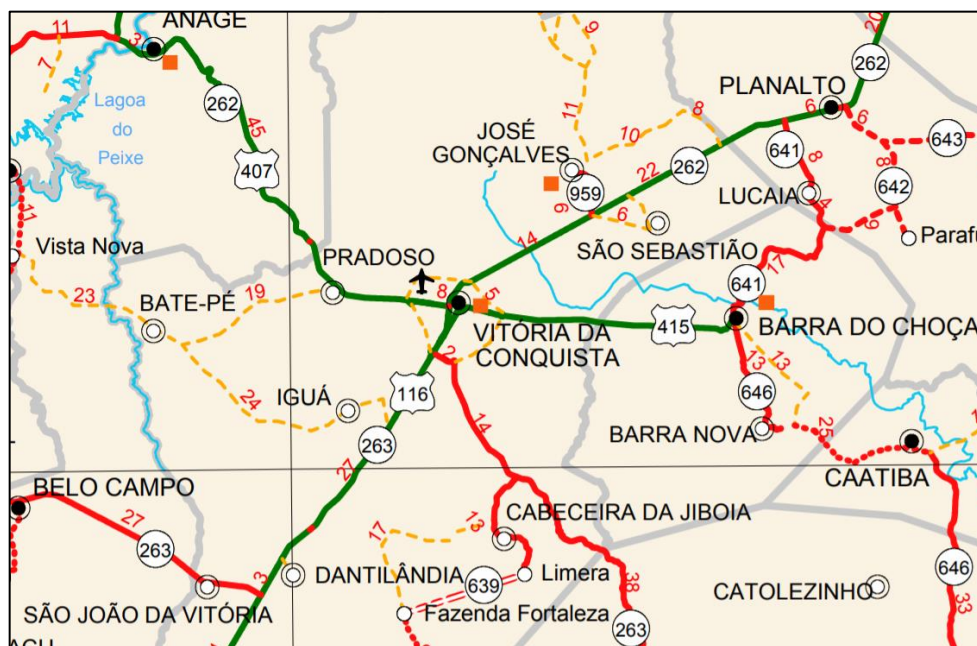 ANAGÉ
11
3
7
20
262
Lagoa
do
Peixe
262
45
407
9
11
JOSÉ
GONÇALVES
10
8
PLANALTO
6
6
643
641
8
8
642
LUCAIA
4
9
Parafu
22
262
959
6
6
SÃO SEBASTIÃO
14
17
641
11
Vista Nova
PRADOSO
23
BATE-PÉ
19
8
5
VITÓRIA DA
CONQUISTA
415
BARRA DO CHOÇA
2
116
13
13
646
24
IGUÁ
263
14
BARRA NOVA
25
CAATIBA
1
27
BELO CAMPO
27
263
CABECEIRA DA JIBOIA
17
13
3
DANTILÂNDIA
639
Limera
38
CATOLEZINHO
646
33
SÃO JOÃO DA VITÓRIA
Fazenda Fortaleza
263